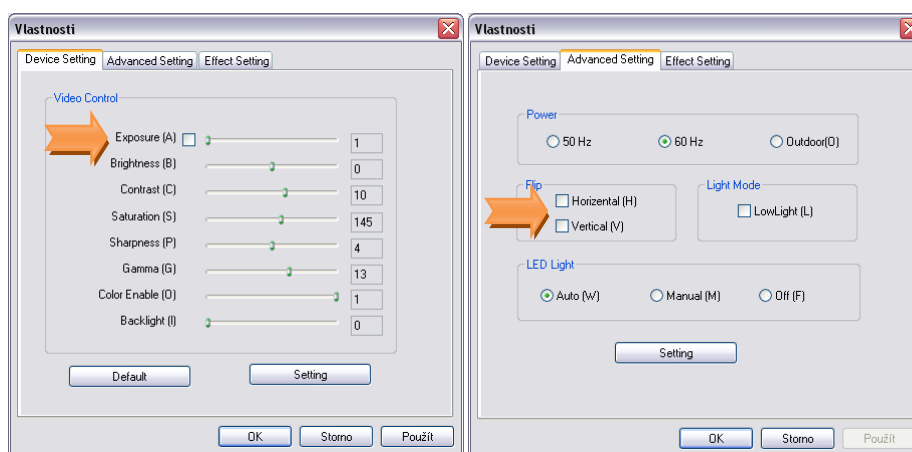 Vlastnosti
Device Setting Advanced Setting Effect Setting
Video Control
Exposure (A) 1
Brightness (B) 0
Contrast (C) 10
Saturation (S) 145
Sharpness (P) 4
Gamma (G) 13
Color Enable (O) 1
Backlight (I) 0
Default Setting
OK Storno Použít
Vlastnosti
Device Setting Advanced Setting Effect Setting
Power
50 Hz 60 Hz Outdoor(O)
Flip
Horizental (H)
Vertical (V)
Light Mode
LowLight (L)
LED Light
Auto (W) Manual (M) Off (F)
Setting
OK Storno Použít